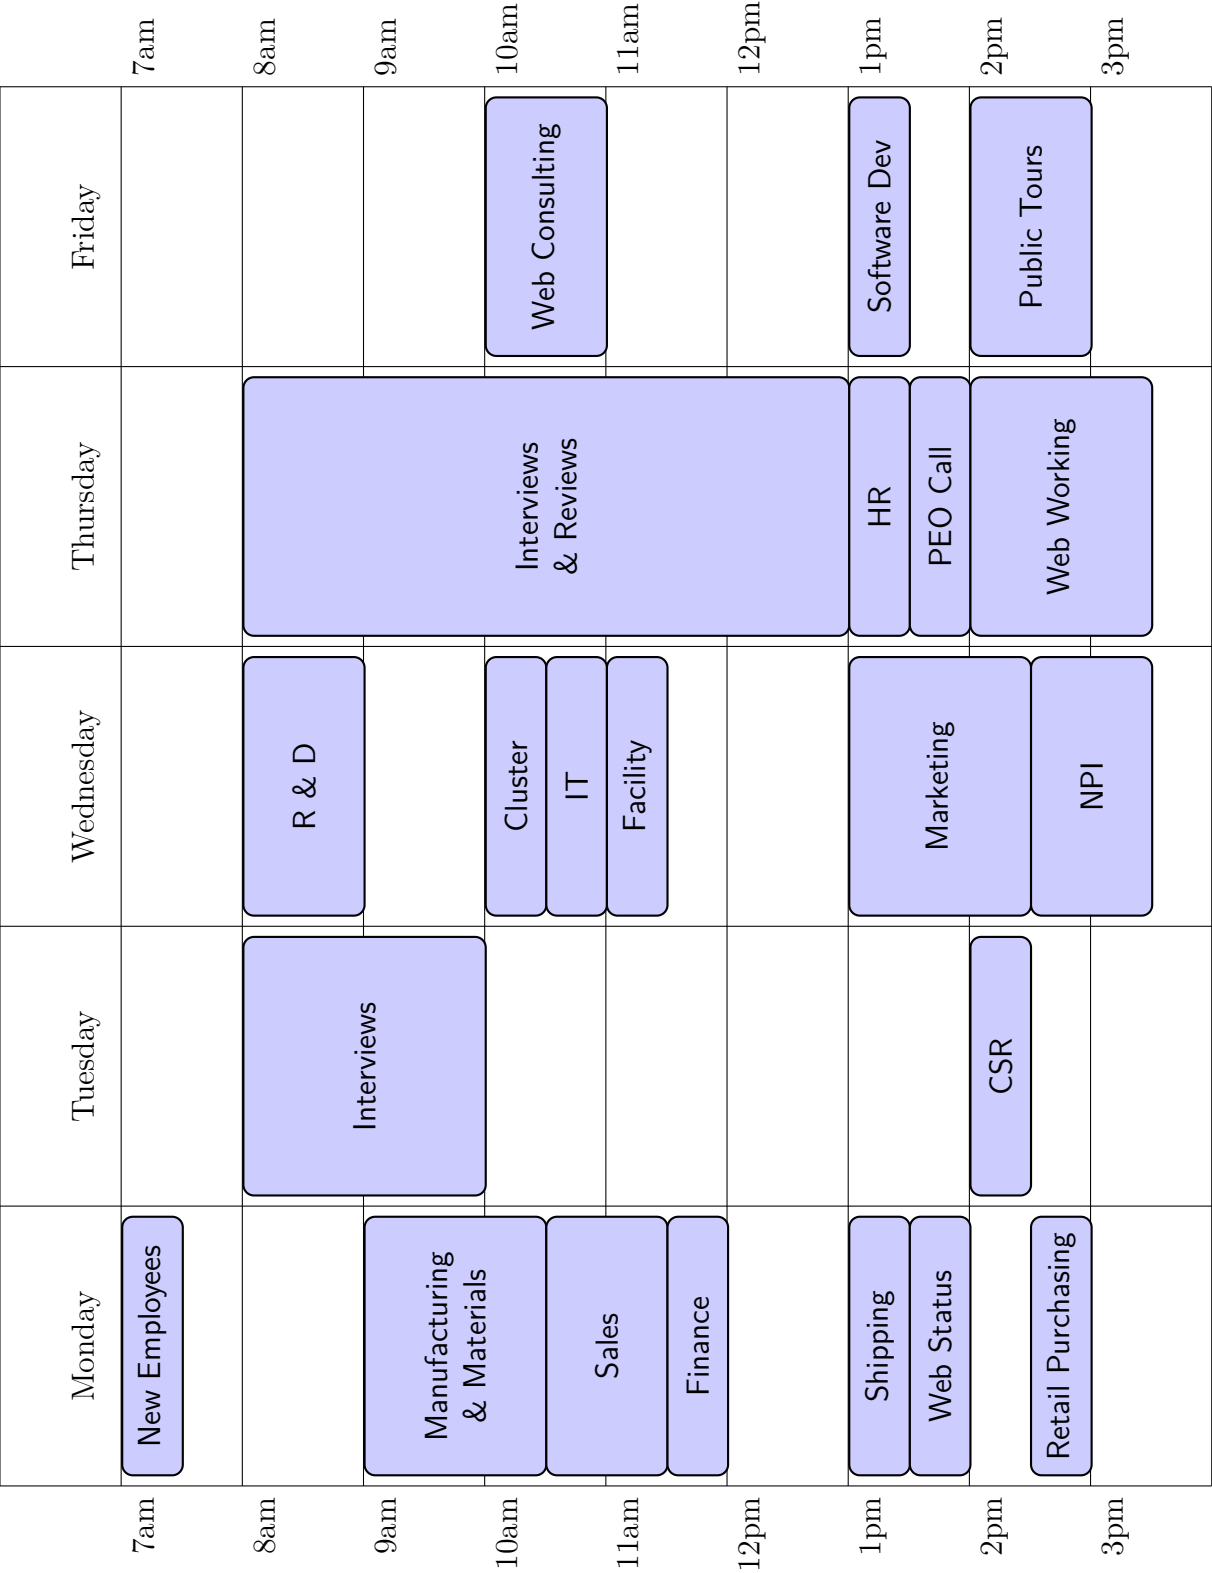 Monday
Tuesday
Wednesday
Thursday
Friday
7am
7am
8am
8am
9am
9am
10am
10am
11am
11am
12pm
12pm
1pm
1pm
2pm
2pm
3pm
3pm
New Employees
Manufacturing
& Materials
Sales
Finance
Shipping
Web Status
Retail Purchasing
Interviews
CSR
R & D
Cluster
IT
Facility
Marketing
NPI
Interviews
& Reviews
HR
PEO Call
Web Working
Web Consulting
Software Dev
Public Tours